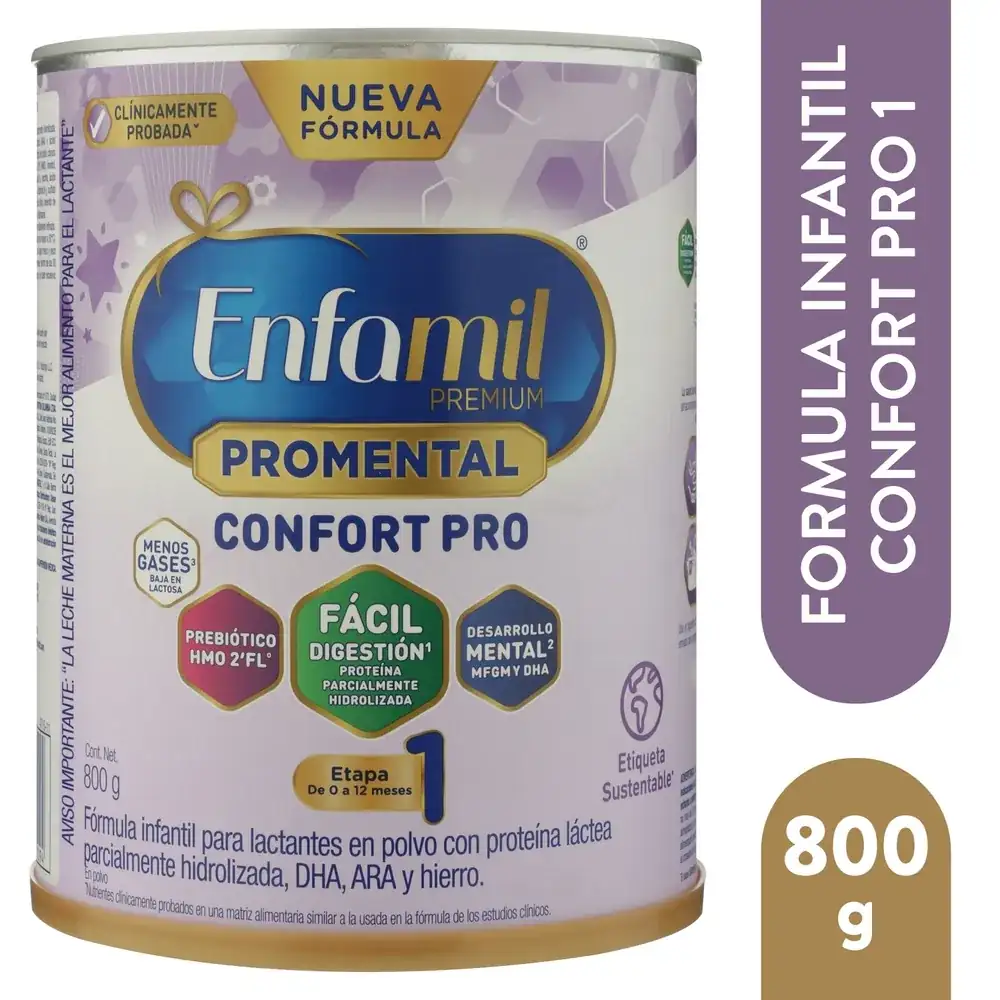 CLÍNICAMENTE
PROBADA
NUEVA
FÓRMULA
Enfamil
®
PREMIUM
PROMENTAL
CONFORT PRO
MENOS
GASES³
BAJA EN
LACTOSA
PREBIÓTICO
HMO 2'FL°
FÁCIL
DIGESTIÓN¹
PROTEÍNA
PARCIALMENTE
HIDROLIZADA
DESARROLLO
MENTAL²
MFGM Y DHA
Etiqueta
Sustentable*
Cont. Net.
800 g
Etapa
De 0 a 12 meses
1
Fórmula infantil para lactantes en polvo con proteína láctea
parcialmente hidrolizada, DHA, ARA y hierro.
En polvo
Nutrientes clínicamente probados en una matriz alimentaria similar a la usada en la fórmula de los estudios clínicos.
AVISO IMPORTANTE: "LA LECHE MATERNA ES EL MEJOR ALIMENTO PARA EL LACTANTE"
FÁCIL
FORMULA INFANTIL
CONFORT PRO 1
800
g